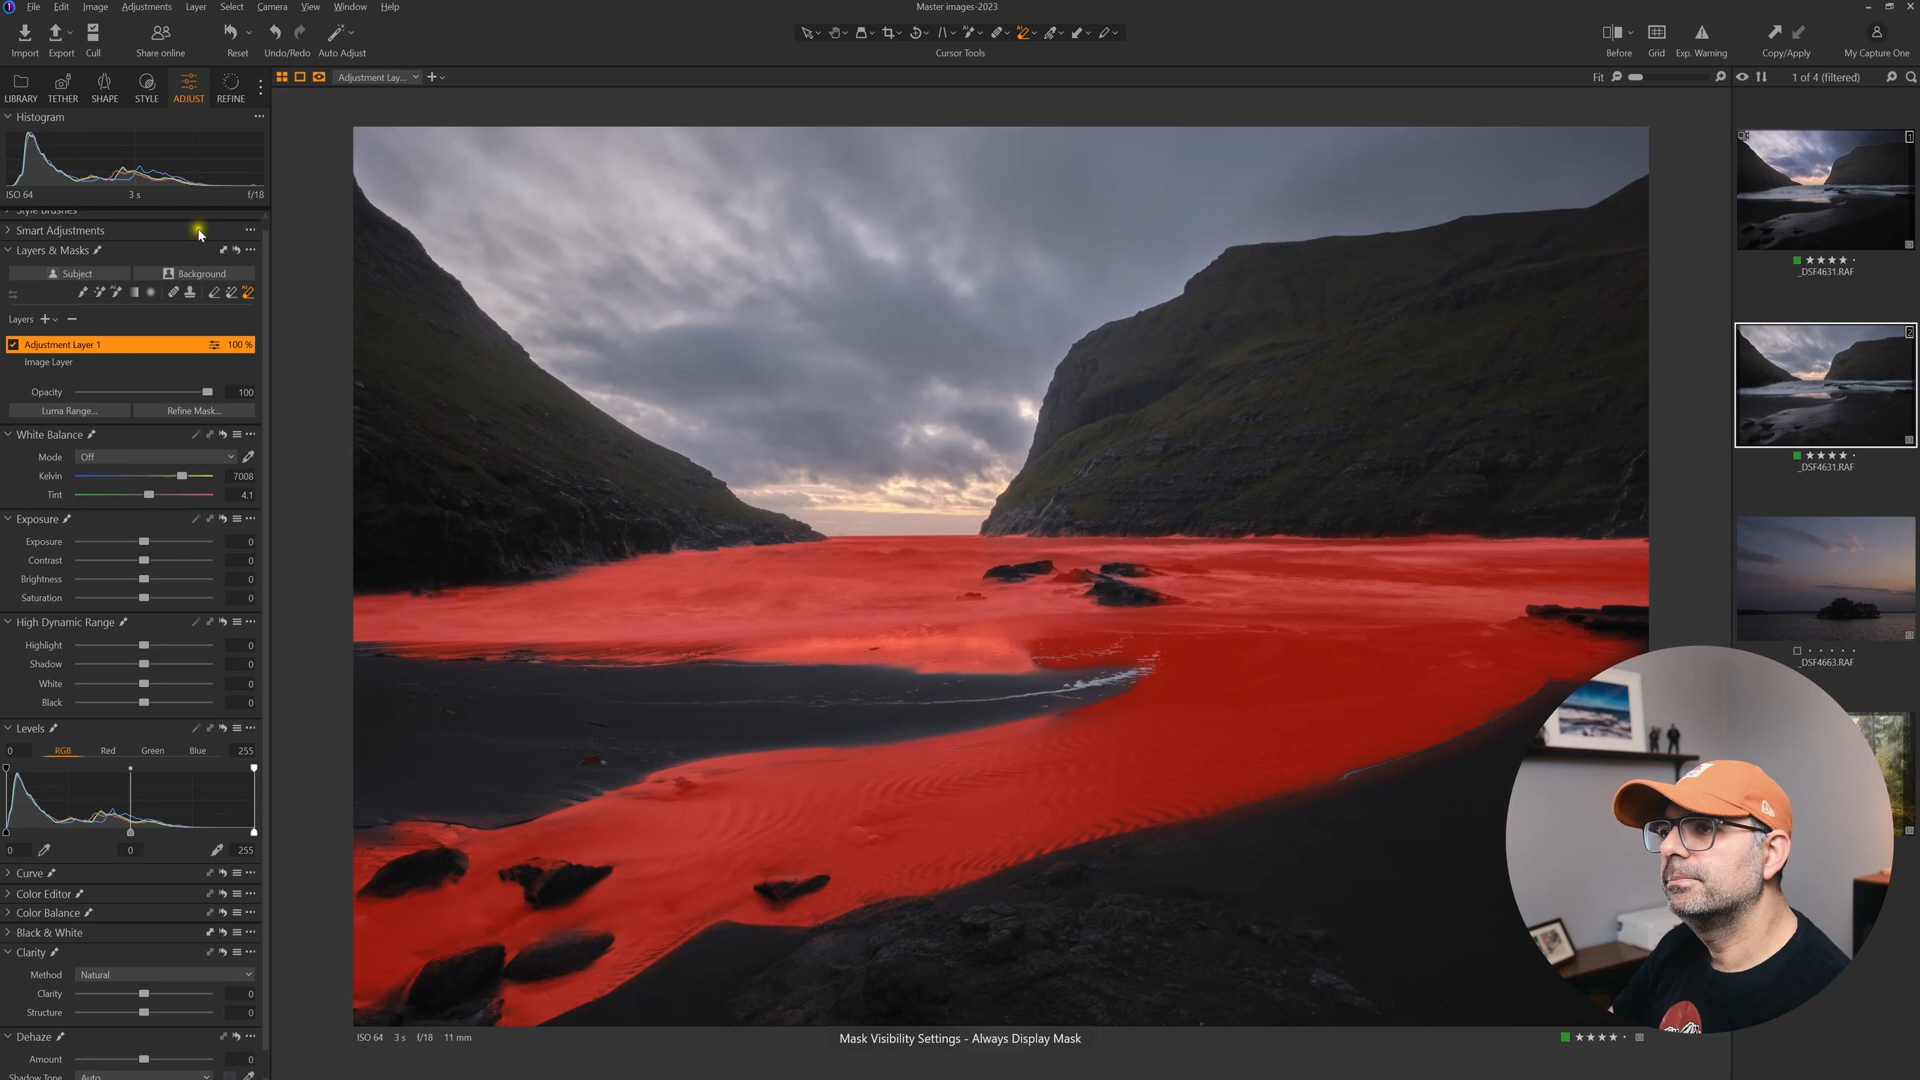 File Edit Image Adjustments Layer Select Camera View Window Help
Master images-2023
Import Export Cull Share online Reset Undo/Redo Auto Adjust
Cursor Tools
Before Grid Exp. Warning Copy/Apply My Capture One
LIBRARY TETHER SHAPE STYLE ADJUST REFINE
Adjustment Lay...
Fit
1 of 4 (filtered)
Histogram
ISO 64 3 s f/18
Style Brushes
Smart Adjustments
Layers & Masks
Subject Background
Layers
Adjustment Layer 1 100 %
Image Layer
Opacity 100
Luma Range... Refine Mask...
White Balance
Mode Off
Kelvin 7008
Tint 4.1
Exposure
Exposure 0
Contrast 0
Brightness 0
Saturation 0
High Dynamic Range
Highlight 0
Shadow 0
White 0
Black 0
Levels
0 RGB Red Green Blue 255
0 0 255
Curve
Color Editor
Color Balance
Black & White
Clarity
Method Natural
Clarity 0
Structure 0
Dehaze
Amount 0
Shadow Tone Auto
1
_DSF4631.RAF
2
_DSF4631.RAF
_DSF4663.RAF
ISO 64 3 s f/18 11 mm
Mask Visibility Settings - Always Display Mask